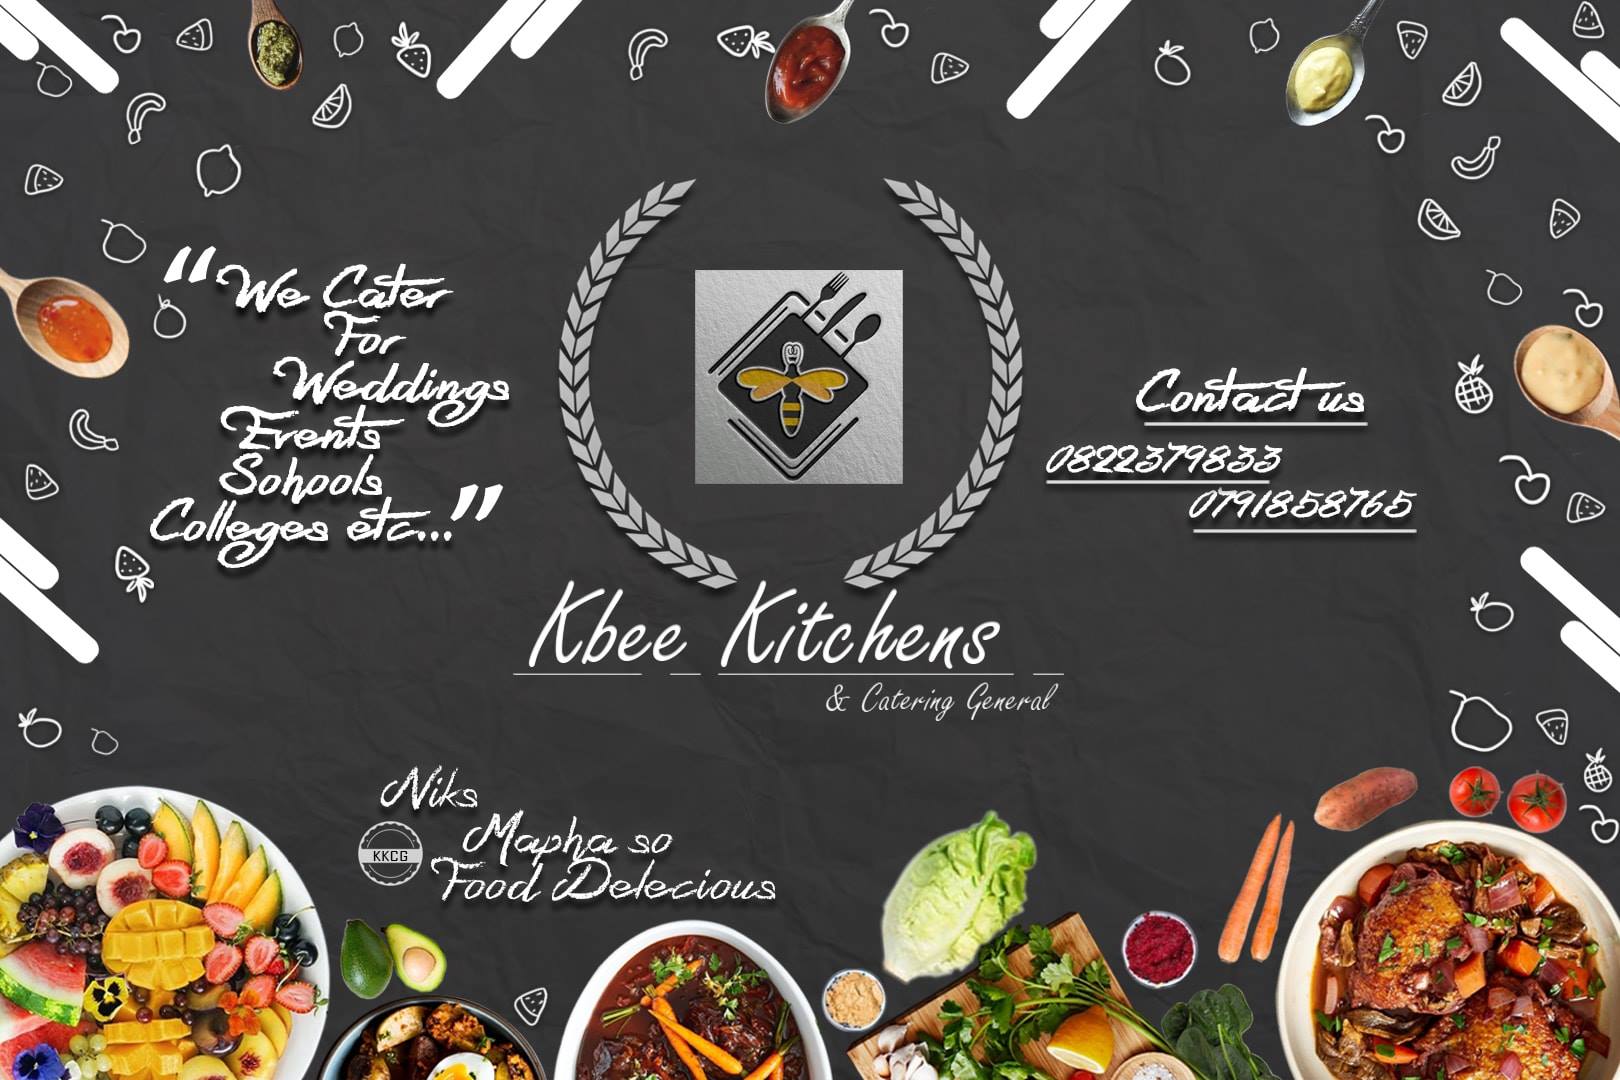 “We Cater
For
Weddings
Events
Schools
Colleges etc...”
Contact us
0822379833
0791858765
Kbee Kitchens
& Catering General
Niks
Mapha so
Food Delecious
KKCG